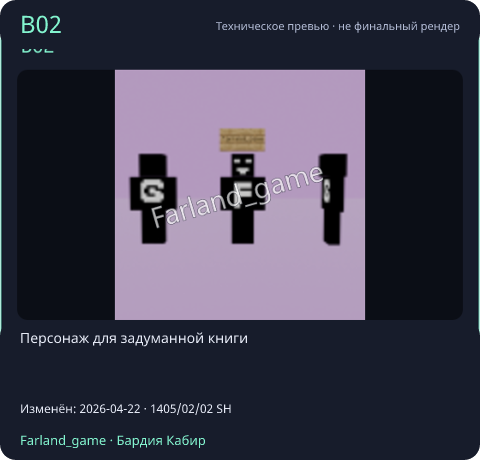 B02
Техническое превью · не финальный рендер
B02
G
F
Farland_game
Персонаж для задуманной книги
Изменён: 2026-04-22 · 1405/02/02 SH
Farland_game · Бардия Кабир